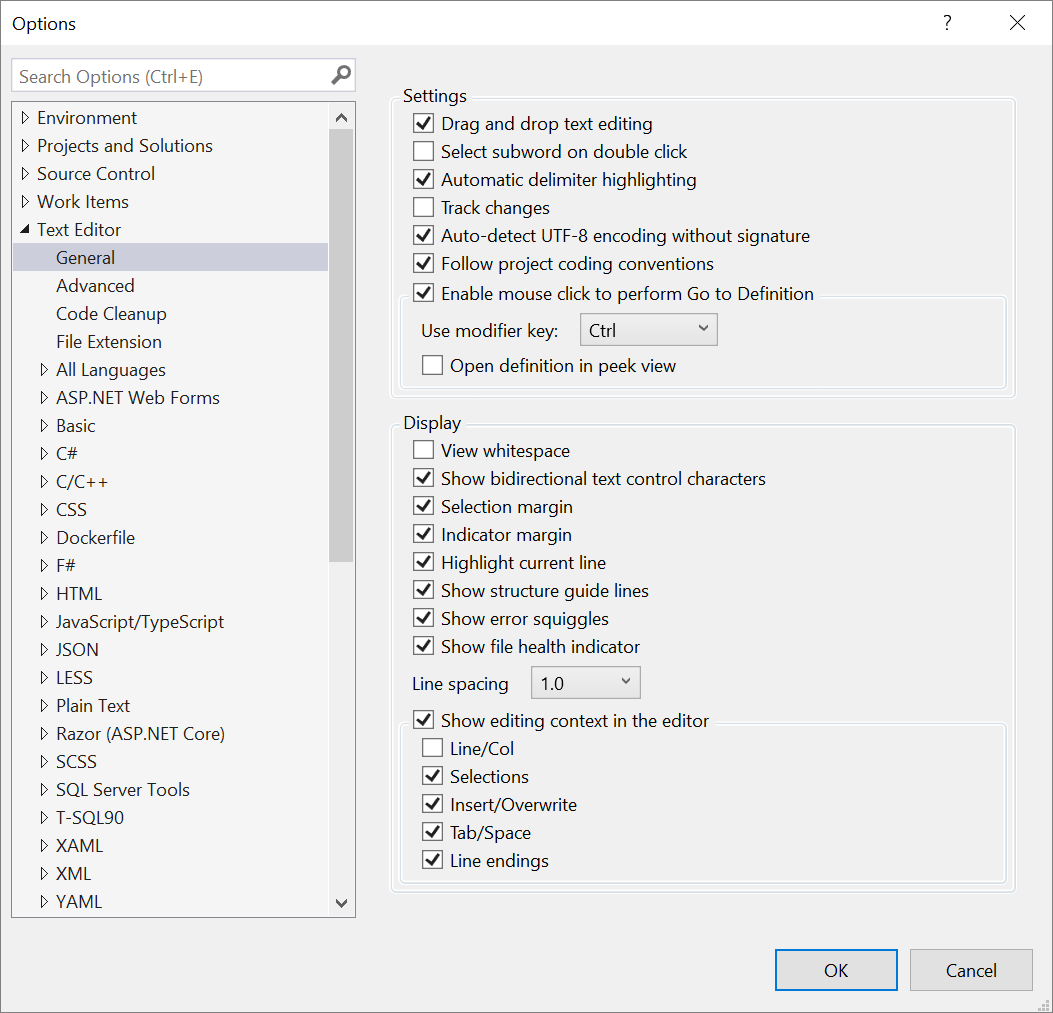 Options
?
Search Options (Ctrl+E)
Environment
Projects and Solutions
Source Control
Work Items
Text Editor
General
Advanced
Code Cleanup
File Extension
All Languages
ASP.NET Web Forms
Basic
C#
C/C++
CSS
Dockerfile
F#
HTML
JavaScript/TypeScript
JSON
LESS
Plain Text
Razor (ASP.NET Core)
SCSS
SQL Server Tools
T-SQL90
XAML
XML
YAML
Settings
Drag and drop text editing
Select subword on double click
Automatic delimiter highlighting
Track changes
Auto-detect UTF-8 encoding without signature
Follow project coding conventions
Enable mouse click to perform Go to Definition
Use modifier key: Ctrl
Open definition in peek view
Display
View whitespace
Show bidirectional text control characters
Selection margin
Indicator margin
Highlight current line
Show structure guide lines
Show error squiggles
Show file health indicator
Line spacing 1.0
Show editing context in the editor
Line/Col
Selections
Insert/Overwrite
Tab/Space
Line endings
OK Cancel